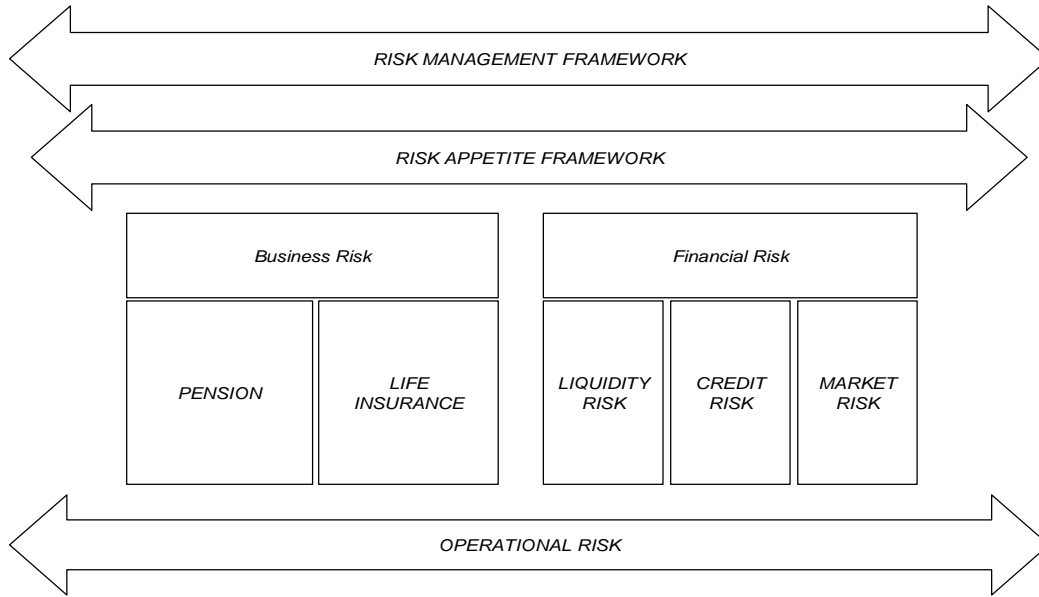 RISK MANAGEMENT FRAMEWORK
RISK APPETITE FRAMEWORK
Business Risk
Financial Risk
PENSION
LIFE
INSURANCE
LIQUIDITY
RISK
CREDIT
RISK
MARKET
RISK
OPERATIONAL RISK